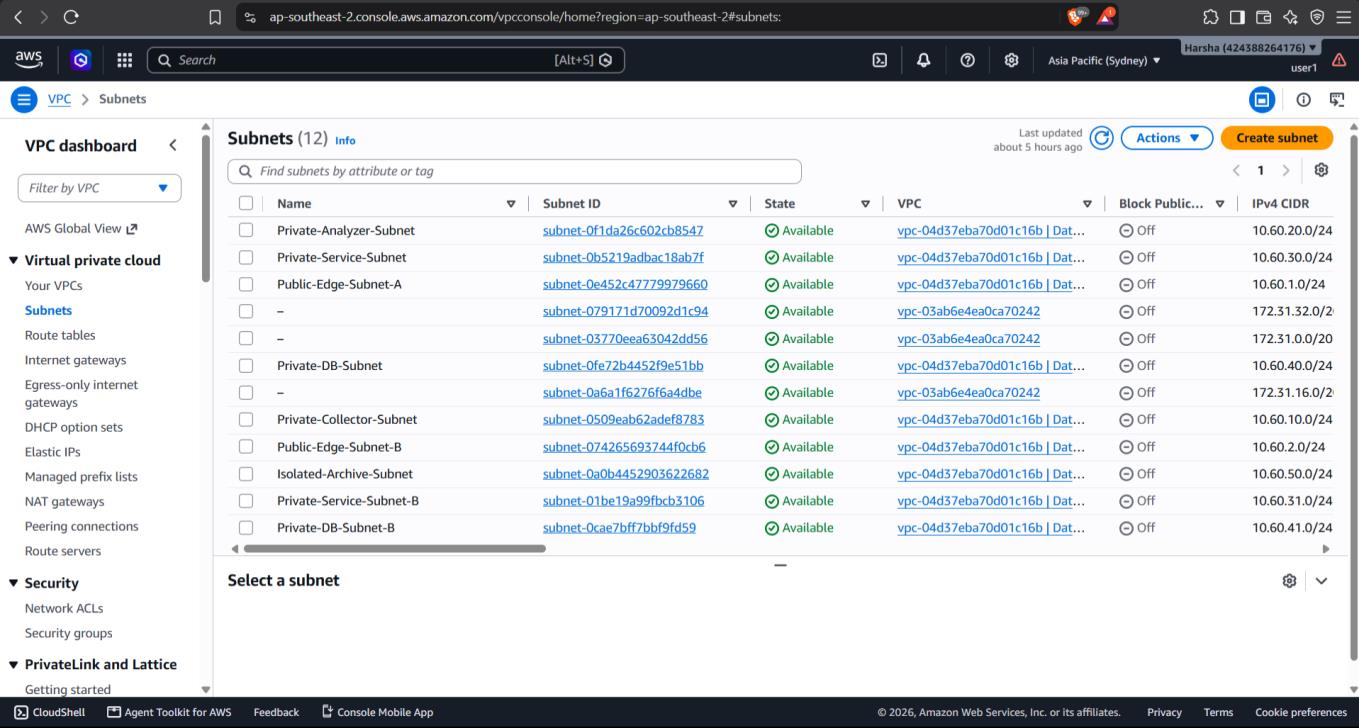 ap-southeast-2.console.aws.amazon.com/vpcconsole/home?region=ap-southeast-2#subnets:
99+
1
aws
Search
[Alt+S]
Asia Pacific (Sydney)
Harsha (424388264176)
user1
VPC
Subnets
VPC dashboard
Filter by VPC
AWS Global View
Virtual private cloud
Your VPCs
Subnets
Route tables
Internet gateways
Egress-only internet
gateways
DHCP option sets
Elastic IPs
Managed prefix lists
NAT gateways
Peering connections
Route servers
Security
Network ACLs
Security groups
PrivateLink and Lattice
Getting started
Subnets (12) Info
Last updated
about 5 hours ago
Actions
Create subnet
Find subnets by attribute or tag
1
Name Subnet ID State VPC Block Public... IPv4 CIDR
Private-Analyzer-Subnet subnet-0f1da26c602cb8547 Available vpc-04d37eba70d01c16b | Dat... Off 10.60.20.0/24
Private-Service-Subnet subnet-0b5219adbac18ab7f Available vpc-04d37eba70d01c16b | Dat... Off 10.60.30.0/24
Public-Edge-Subnet-A subnet-0e452c47779979660 Available vpc-04d37eba70d01c16b | Dat... Off 10.60.1.0/24
– subnet-079171d70092d1c94 Available vpc-03ab6e4ea0ca70242 Off 172.31.32.0/2
– subnet-03770eea63042dd56 Available vpc-03ab6e4ea0ca70242 Off 172.31.0.0/20
Private-DB-Subnet subnet-0fe72b4452f9e51bb Available vpc-04d37eba70d01c16b | Dat... Off 10.60.40.0/24
– subnet-0a6a1f6276f6a4dbe Available vpc-03ab6e4ea0ca70242 Off 172.31.16.0/2
Private-Collector-Subnet subnet-0509eab62adef8783 Available vpc-04d37eba70d01c16b | Dat... Off 10.60.10.0/24
Public-Edge-Subnet-B subnet-074265693744f0cb6 Available vpc-04d37eba70d01c16b | Dat... Off 10.60.2.0/24
Isolated-Archive-Subnet subnet-0a0b4452903622682 Available vpc-04d37eba70d01c16b | Dat... Off 10.60.50.0/24
Private-Service-Subnet-B subnet-01be19a99fbcb3106 Available vpc-04d37eba70d01c16b | Dat... Off 10.60.31.0/24
Private-DB-Subnet-B subnet-0cae7bff7bbf9fd59 Available vpc-04d37eba70d01c16b | Dat... Off 10.60.41.0/24
Select a subnet
CloudShell
Agent Toolkit for AWS
Feedback
Console Mobile App
© 2026, Amazon Web Services, Inc. or its affiliates.
Privacy
Terms
Cookie preferences